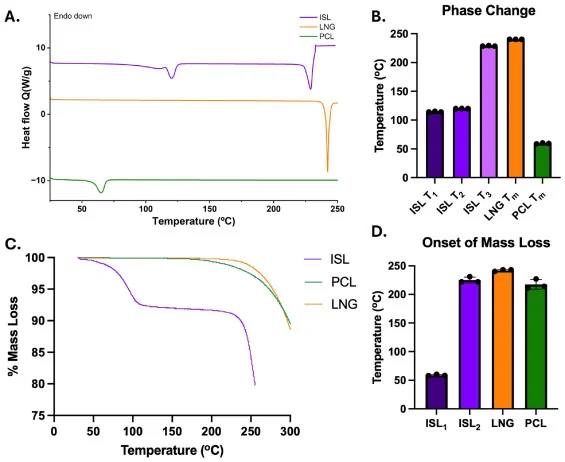 A.
Endo down
ISL
LNG
PCL
Heat flow Q(W/g)
10
0
−10
50
100
150
200
250
Temperature (ºC)
B.
Phase Change
Temperature (ºC)
250
200
150
100
50
0
ISL T1
ISL T2
ISL T3
LNG Tm
PCL Tm
C.
% Mass Loss
100
95
90
85
80
75
0
50
100
150
200
250
300
Temperature (ºC)
ISL
PCL
LNG
D.
Onset of Mass Loss
Temperature (ºC)
250
200
150
100
50
0
ISL1
ISL2
LNG
PCL